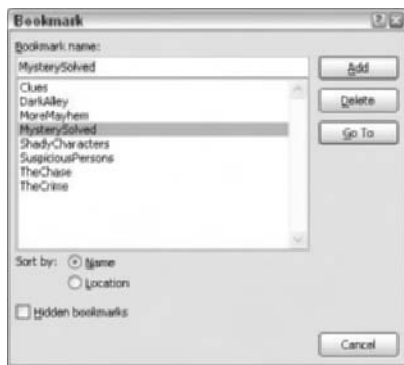 Bookmark
Bookmark name:
MysterySolved
Add
Clues
DarkAlley
MoreMayhem
MysterySolved
ShadyCharacters
SuspiciousPersons
TheChase
TheCrime
Delete
Go To
Sort by: Name
Location
Hidden bookmarks
Cancel